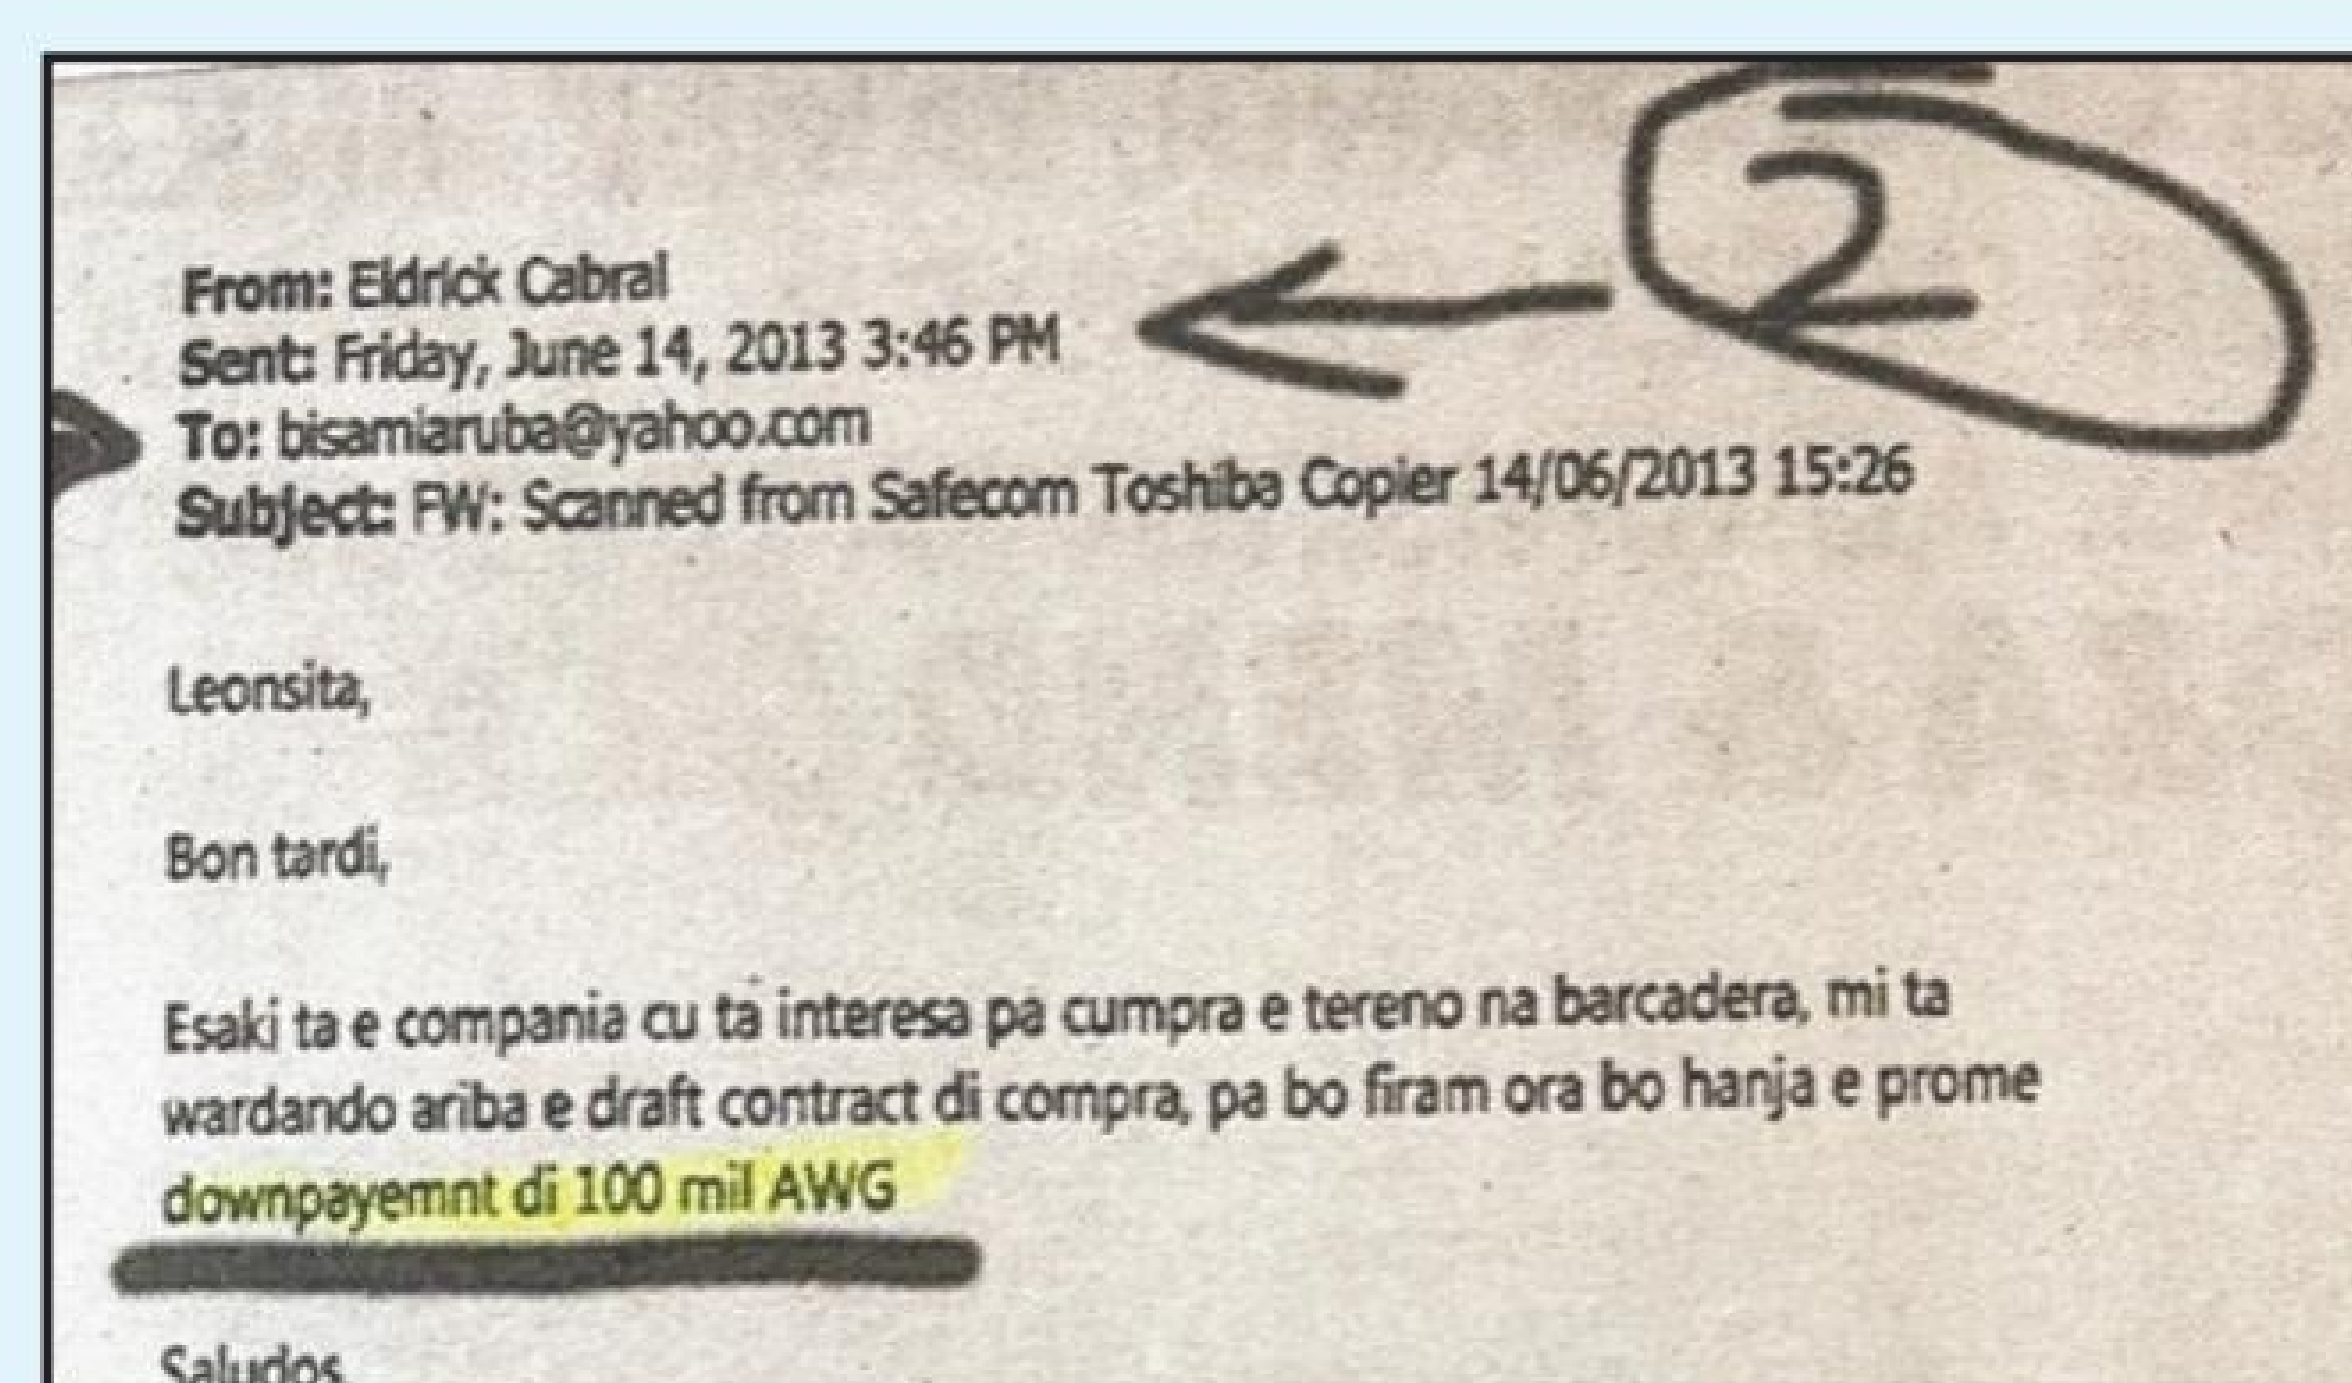 2
From: Eldrick Cabral
Sent: Friday, June 14, 2013 3:46 PM
To: bisamiaruba@yahoo.com
Subject: FW: Scanned from Safecom Toshiba Copier 14/06/2013 15:26
Leonsita,
Bon tardi,
Esaki ta e compania cu ta interesa pa cumpra e tereno na barcadera, mi ta
wardando ariba e draft contract di compra, pa bo firam ora bo hanja e prome
downpayemnt di 100 mil AWG
Saludos